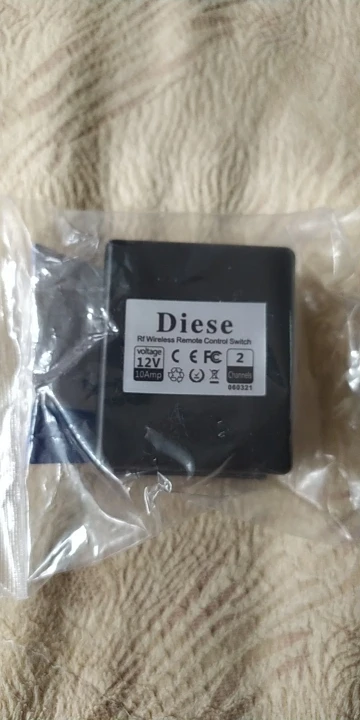 Diese
Rf Wireless Remote Control Switch
voltage
12V
10Amp
CE FC
2
Channels
060321